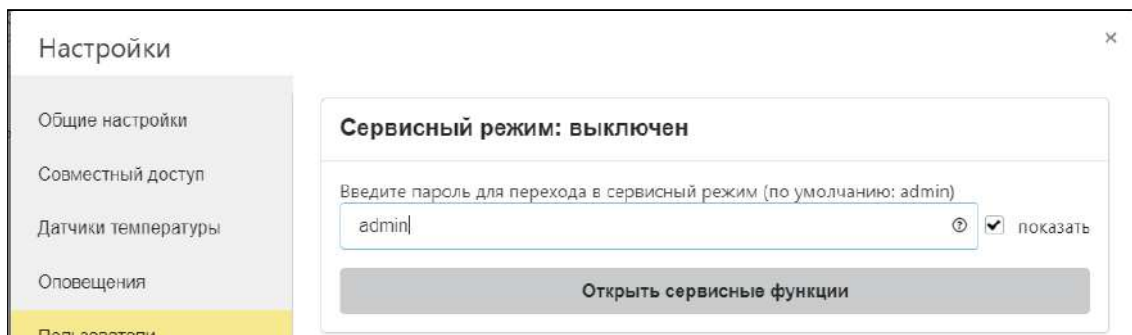 Настройки
×
Общие настройки
Совместный доступ
Датчики температуры
Оповещения
Пользователи
Сервисный режим: выключен
Введите пароль для перехода в сервисный режим (по умолчанию: admin)
admin
показать
Открыть сервисные функции